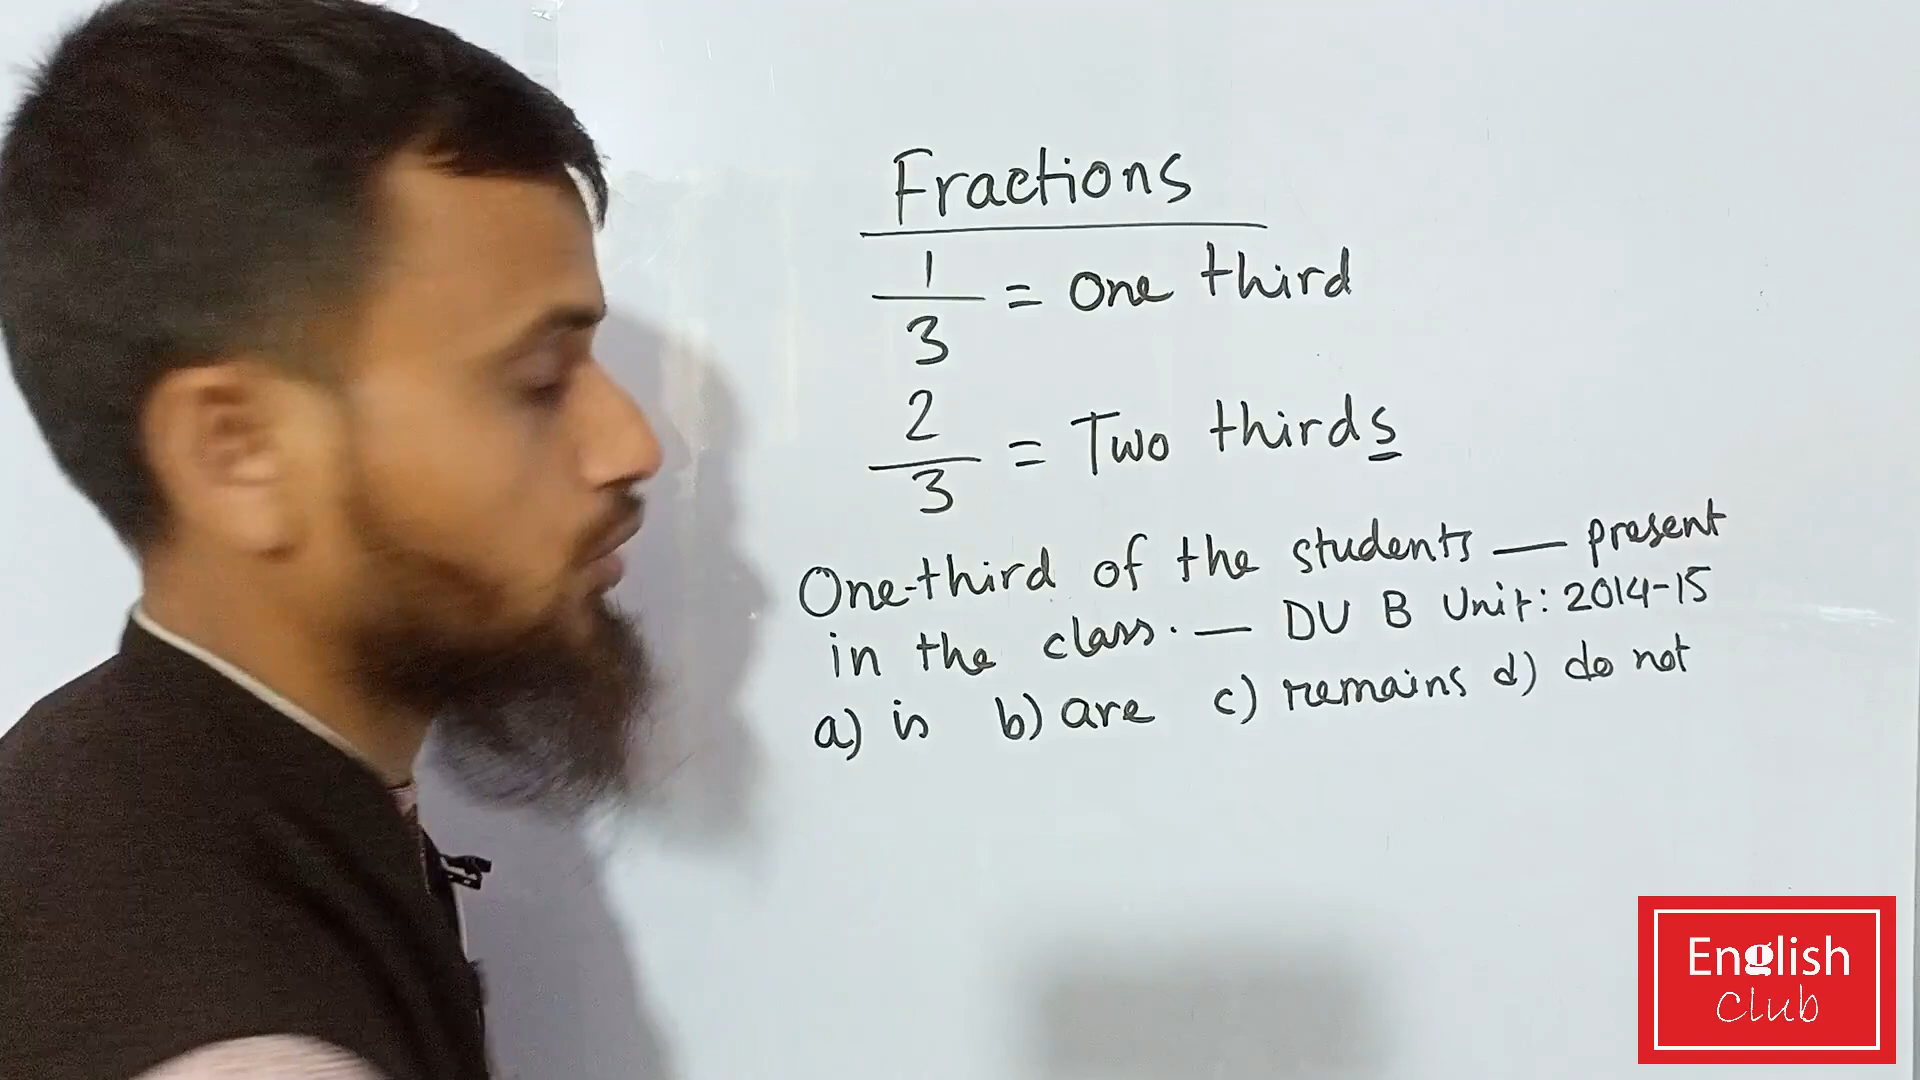 Fractions
1/3 = One third
2/3 = Two thirds
One-third of the students — present
in the class. — DU B Unit: 2014-15
a) is b) are c) remains d) do not
English
Club